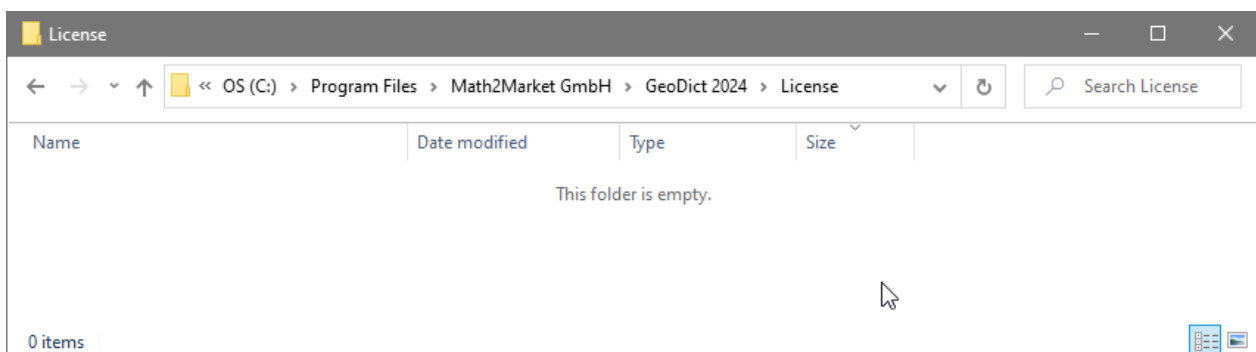 License
« OS (C:) › Program Files › Math2Market GmbH › GeoDict 2024 › License
Search License
Name Date modified Type Size
This folder is empty.
0 items